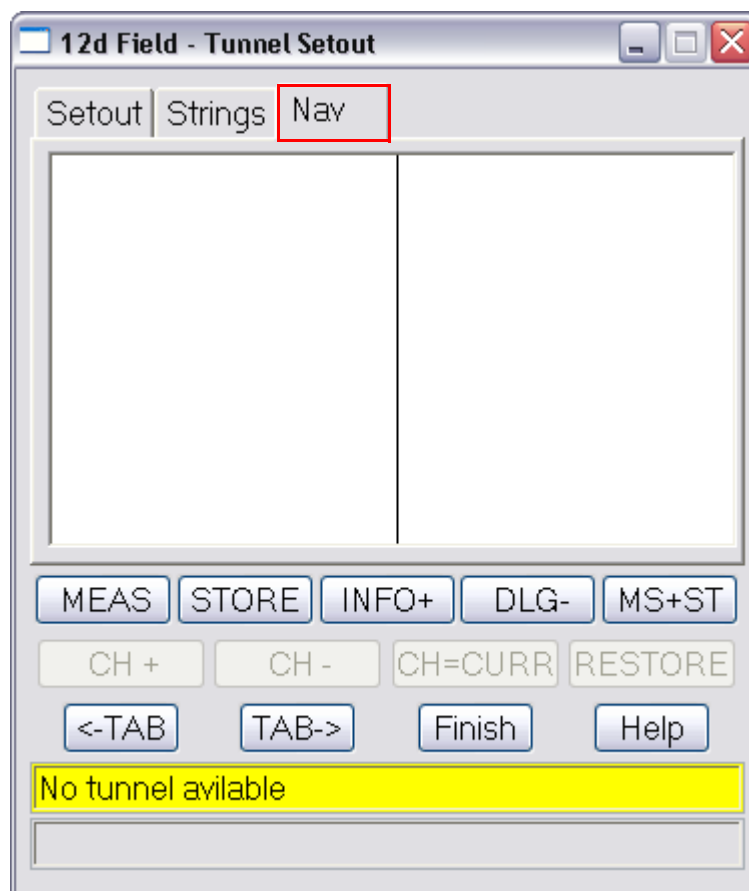 12d Field - Tunnel Setout
Setout Strings Nav
MEAS STORE INFO+ DLG- MS+ST
CH + CH - CH=CURR RESTORE
<-TAB TAB-> Finish Help
No tunnel avilable